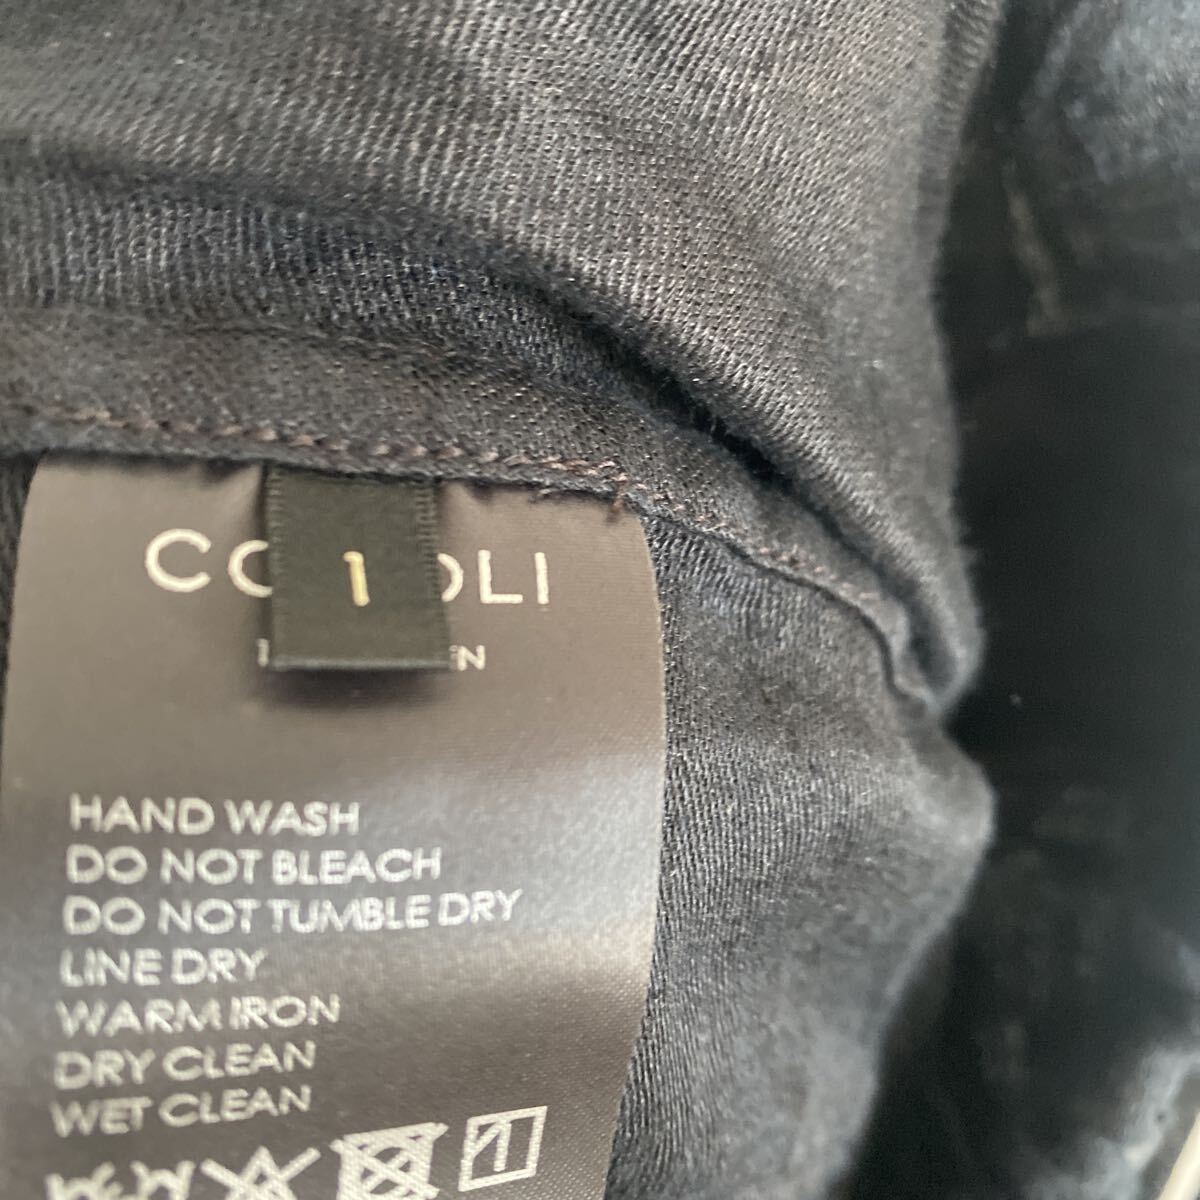 CO OLI
1
EN
HAND WASH
DO NOT BLEACH
DO NOT TUMBLE DRY
LINE DRY
WARM IRON
DRY CLEAN
WET CLEAN